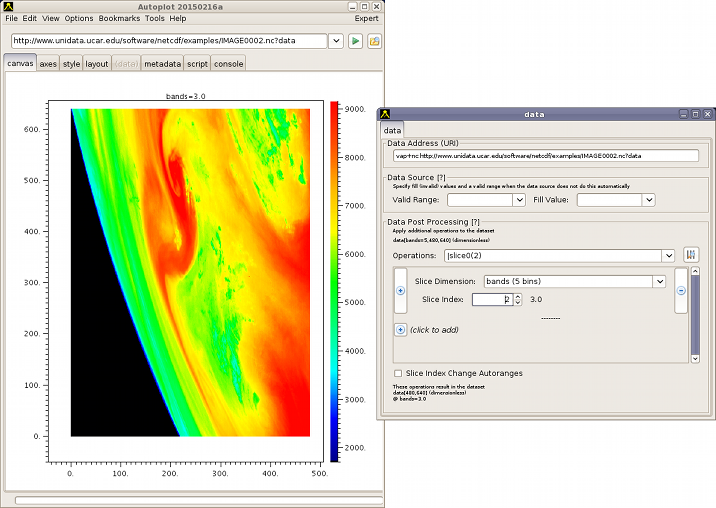 Autoplot 20150216a
File Edit View Options Bookmarks Tools Help Expert
http://www.unidata.ucar.edu/software/netcdf/examples/IMAGE0002.nc?data
canvas axes style layout (data) metadata script console
bands=3.0
600.
500.
400.
300.
200.
100.
0.
0. 100. 200. 300. 400. 500.
9000.
8000.
7000.
6000.
5000.
4000.
3000.
2000.
data
data
Data Address (URI)
vap+nc:http://www.unidata.ucar.edu/software/netcdf/examples/IMAGE0002.nc?data
Data Source [?]
Specify fill (invalid) values and a valid range when the data source does not do this automatically
Valid Range: Fill Value:
Data Post Processing [?]
Apply additional operations to the dataset
data[bands=5,480,640] (dimensionless)
Operations: |slice0(2)
Slice Dimension: bands (5 bins)
Slice Index: 2 3.0
--------
(click to add)
Slice Index Change Autoranges
These operations result in the dataset
data[480,640] (dimensionless)
@ bands=3.0